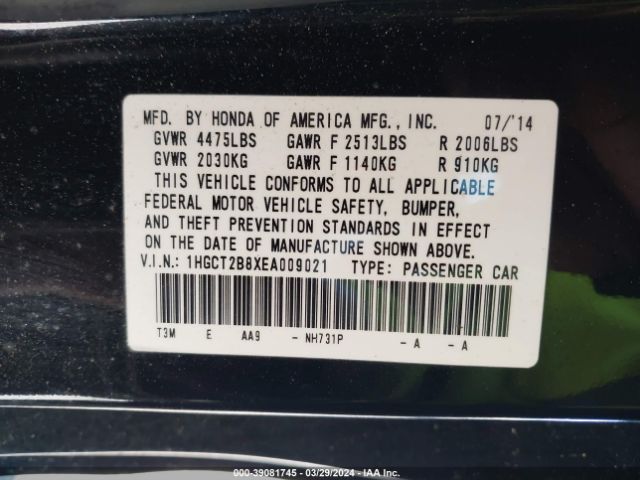 MFD. BY HONDA OF AMERICA MFG., INC. 07/'14
GVWR 4475LBS GAWR F 2513LBS R 2006LBS
GVWR 2030KG GAWR F 1140KG R 910KG
THIS VEHICLE CONFORMS TO ALL APPLICABLE
FEDERAL MOTOR VEHICLE SAFETY, BUMPER,
AND THEFT PREVENTION STANDARDS IN EFFECT
ON THE DATE OF MANUFACTURE SHOWN ABOVE.
V.I.N.: 1HGCT2B8XEA009021 TYPE: PASSENGER CAR
T3M E AA9 - NH731P - A - A
000-39081745 - 03/29/2024 - IAA Inc.